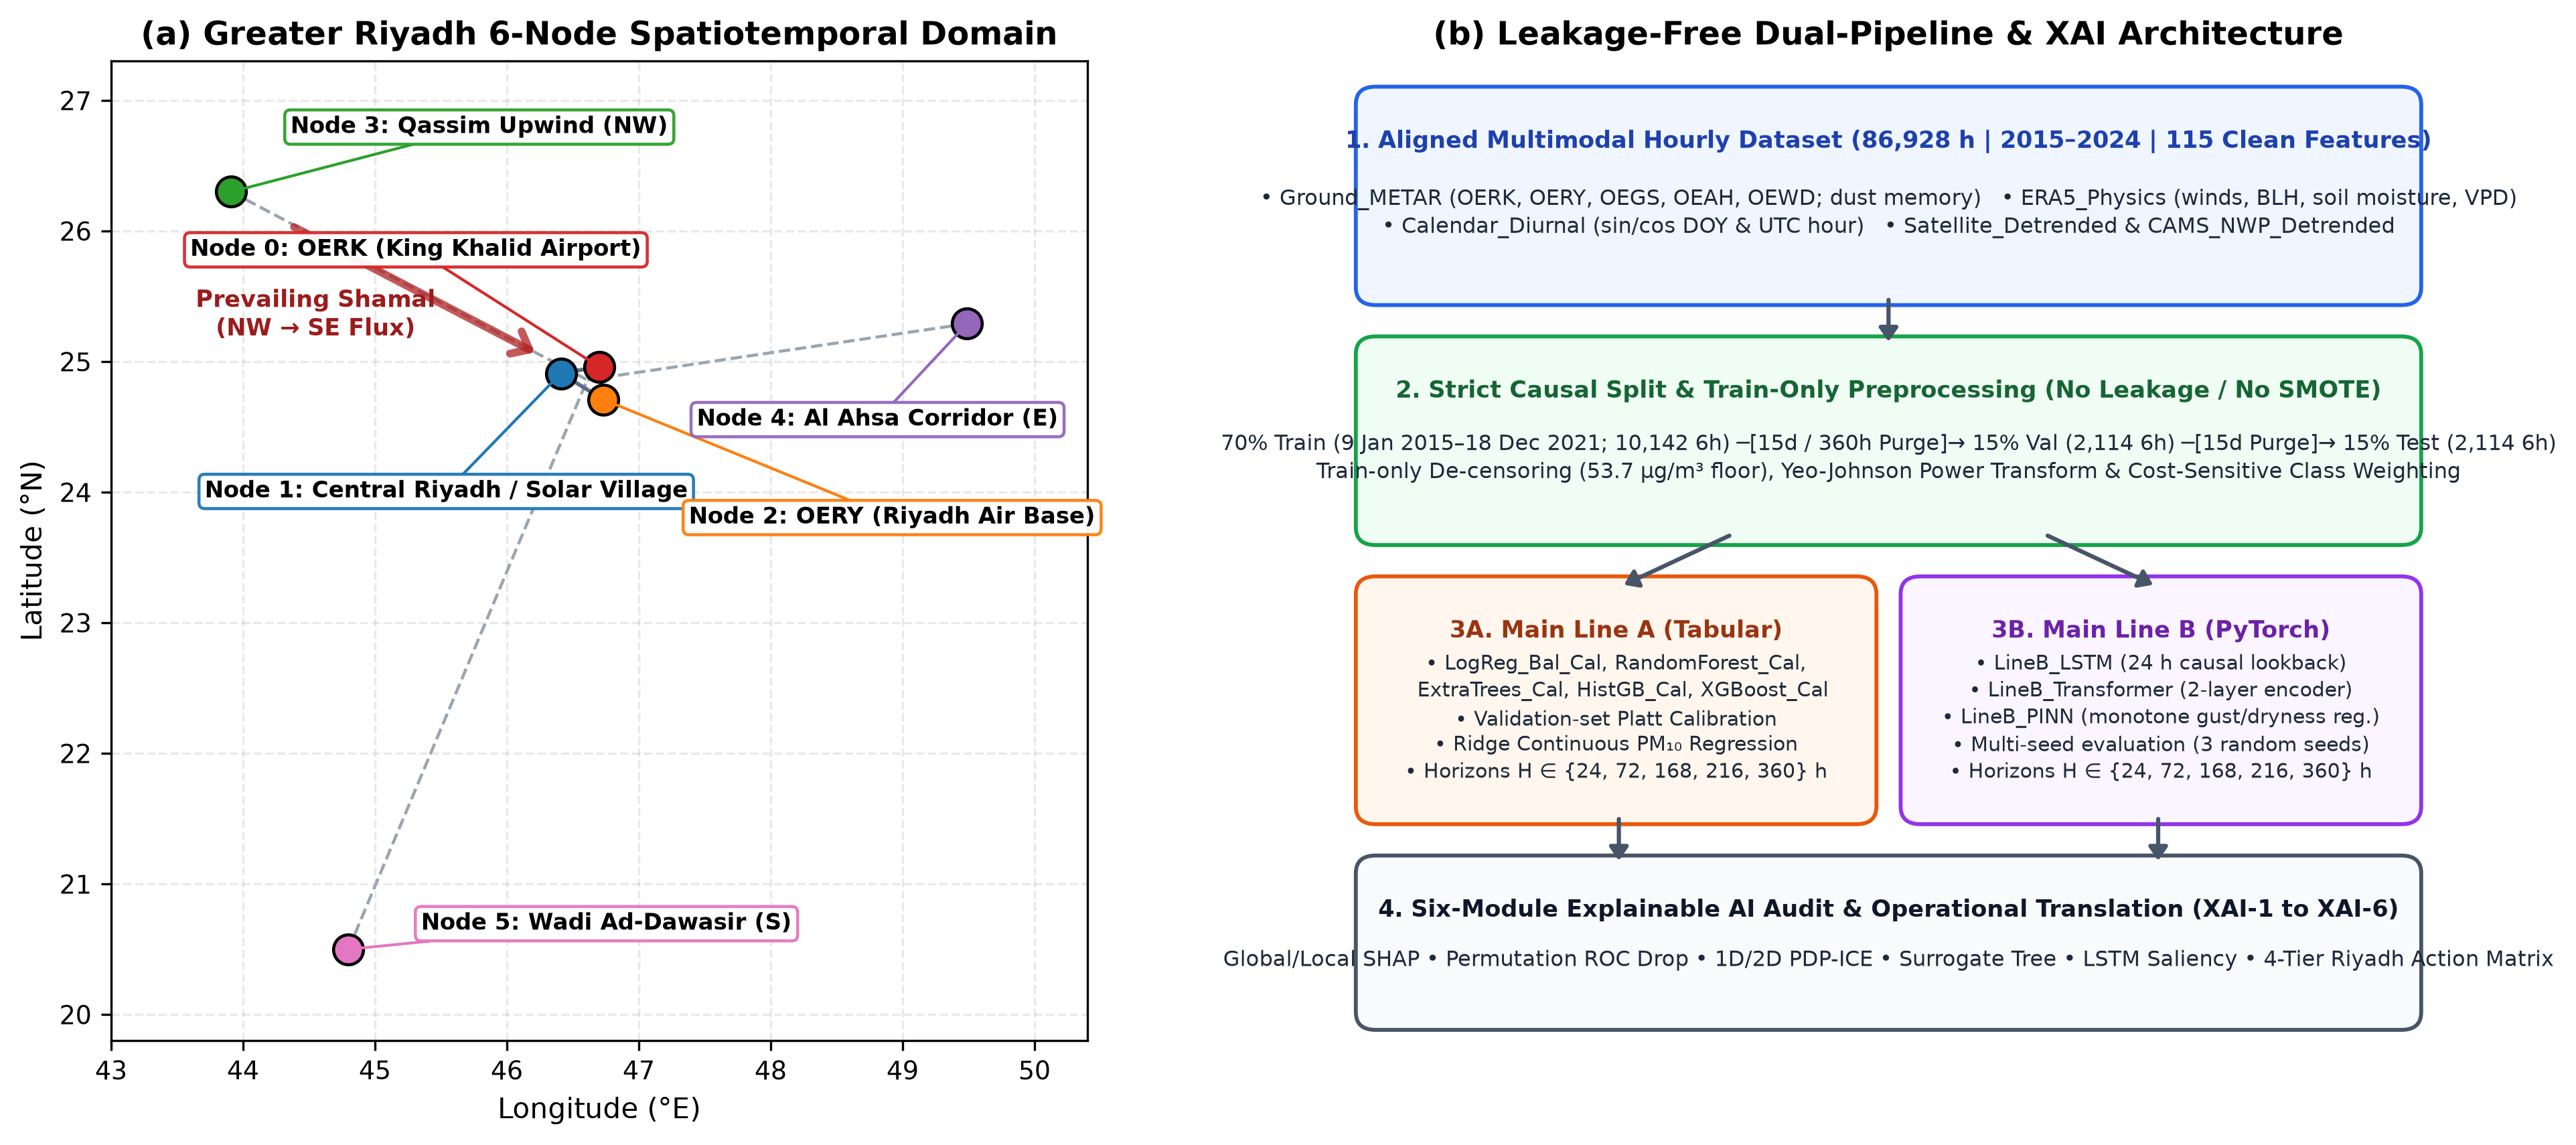 (a) Greater Riyadh 6-Node Spatiotemporal Domain
27
26
25
24
23
22
21
20
Latitude (°N)
43 44 45 46 47 48 49 50
Longitude (°E)
Node 3: Qassim Upwind (NW)
Node 0: OERK (King Khalid Airport)
Prevailing Shamal
(NW → SE Flux)
Node 4: Al Ahsa Corridor (E)
Node 1: Central Riyadh / Solar Village
Node 2: OERY (Riyadh Air Base)
Node 5: Wadi Ad-Dawasir (S)
(b) Leakage-Free Dual-Pipeline & XAI Architecture
1. Aligned Multimodal Hourly Dataset (86,928 h | 2015–2024 | 115 Clean Features)
• Ground_METAR (OERK, OERY, OEGS, OEAH, OEWD; dust memory) • ERA5_Physics (winds, BLH, soil moisture, VPD)
• Calendar_Diurnal (sin/cos DOY & UTC hour) • Satellite_Detrended & CAMS_NWP_Detrended
2. Strict Causal Split & Train-Only Preprocessing (No Leakage / No SMOTE)
70% Train (9 Jan 2015–18 Dec 2021; 10,142 6h) ─[15d / 360h Purge]→ 15% Val (2,114 6h) ─[15d Purge]→ 15% Test (2,114 6h)
Train-only De-censoring (53.7 μg/m³ floor), Yeo-Johnson Power Transform & Cost-Sensitive Class Weighting
3A. Main Line A (Tabular)
• LogReg_Bal_Cal, RandomForest_Cal,
ExtraTrees_Cal, HistGB_Cal, XGBoost_Cal
• Validation-set Platt Calibration
• Ridge Continuous PM₁₀ Regression
• Horizons H ∈ {24, 72, 168, 216, 360} h
3B. Main Line B (PyTorch)
• LineB_LSTM (24 h causal lookback)
• LineB_Transformer (2-layer encoder)
• LineB_PINN (monotone gust/dryness reg.)
• Multi-seed evaluation (3 random seeds)
• Horizons H ∈ {24, 72, 168, 216, 360} h
4. Six-Module Explainable AI Audit & Operational Translation (XAI-1 to XAI-6)
Global/Local SHAP • Permutation ROC Drop • 1D/2D PDP-ICE • Surrogate Tree • LSTM Saliency • 4-Tier Riyadh Action Matrix